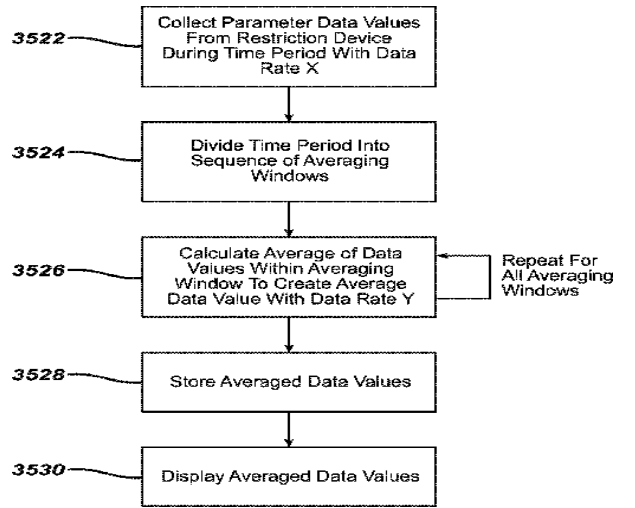 3522
Collect Parameter Data Values
From Restriction Device
During Time Period With Data
Rate X
3524
Divide Time Period Into
Sequence of Averaging
Windows
3526
Calculate Average of Data
Values Within Averaging
Window To Create Average
Data Value With Data Rate Y
Repeat For
All Averaging
Windows
3528
Store Averaged Data Values
3530
Display Averaged Data Values